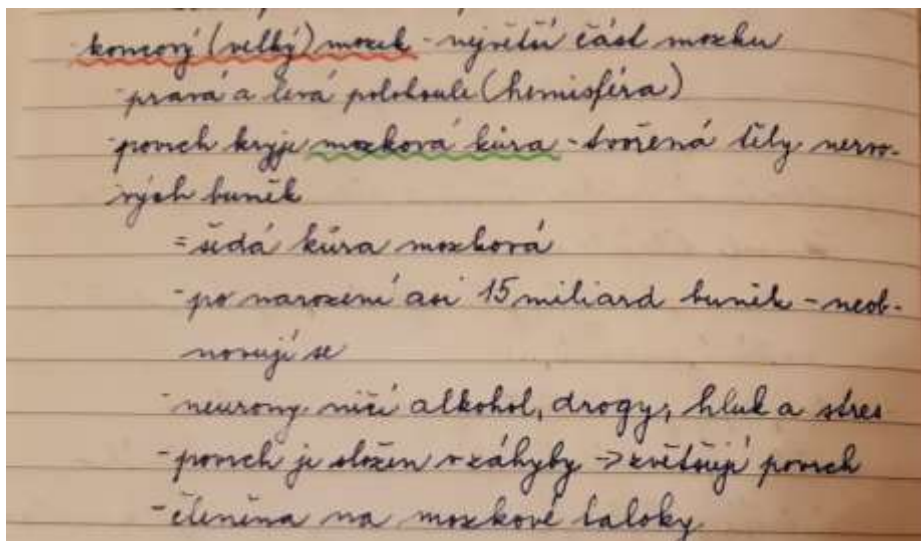 koncový (velký) mozek - největší část mozku
- pravá a levá polokoule (hemisféra)
- povrch kryje mozková kůra - tvořená těly nervo-
vých buněk
= šedá kůra mozková
- po narození asi 15 miliard buněk - neob-
novují se
- neurony ničí alkohol, drogy, hluk a stres
- povrch je složen v záhyby -> zvětšují povrch
- členěna na mozkové laloky